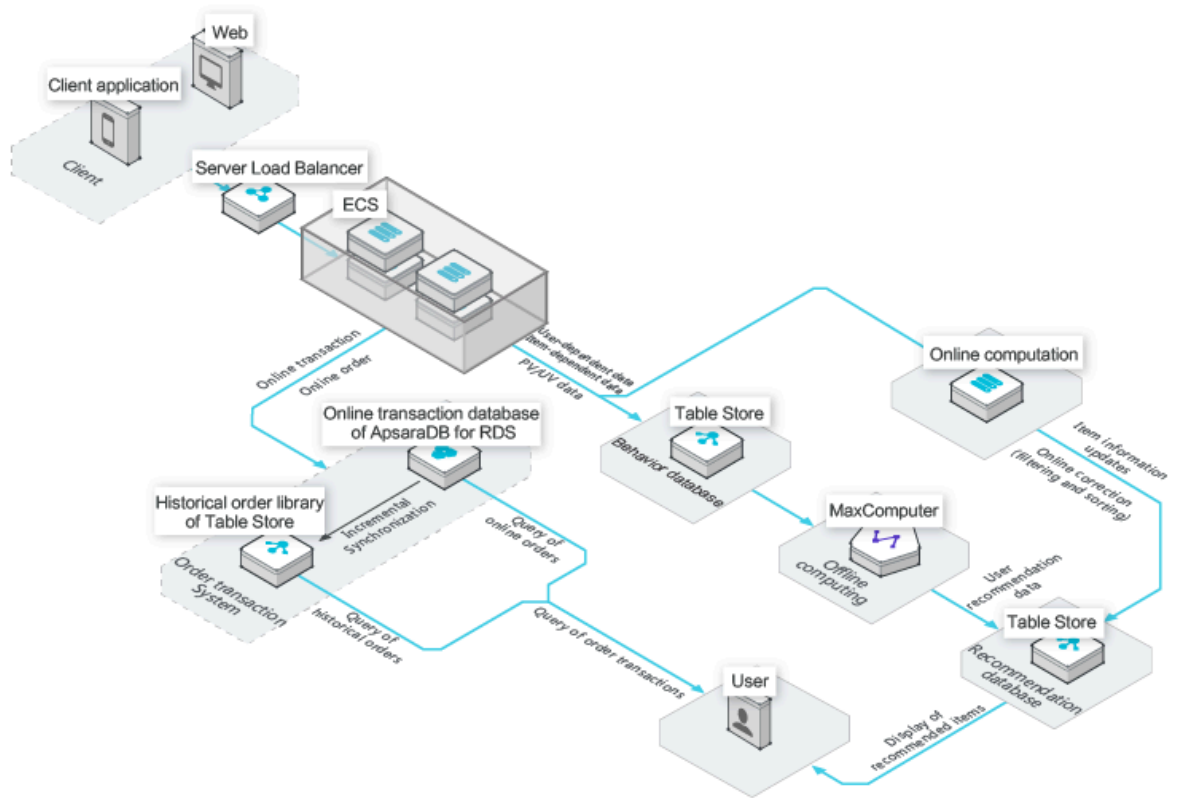 Web
Client application
Client
Server Load Balancer
ECS
Online transaction
Online order
User-dependent data
Item-dependent data
PV/UV data
Online computation
Item information
updates
Online correction
(filtering and sorting)
Table Store
Behavior database
Online transaction database
of ApsaraDB for RDS
Historical order library
of Table Store
Incremental
Synchronization
Order transaction
System
Query of
online orders
Query of
historical orders
Query of order transactions
MaxComputer
Offline
computing
User
recommendation
data
Table Store
Recommendation
database
User
Display of
recommended items